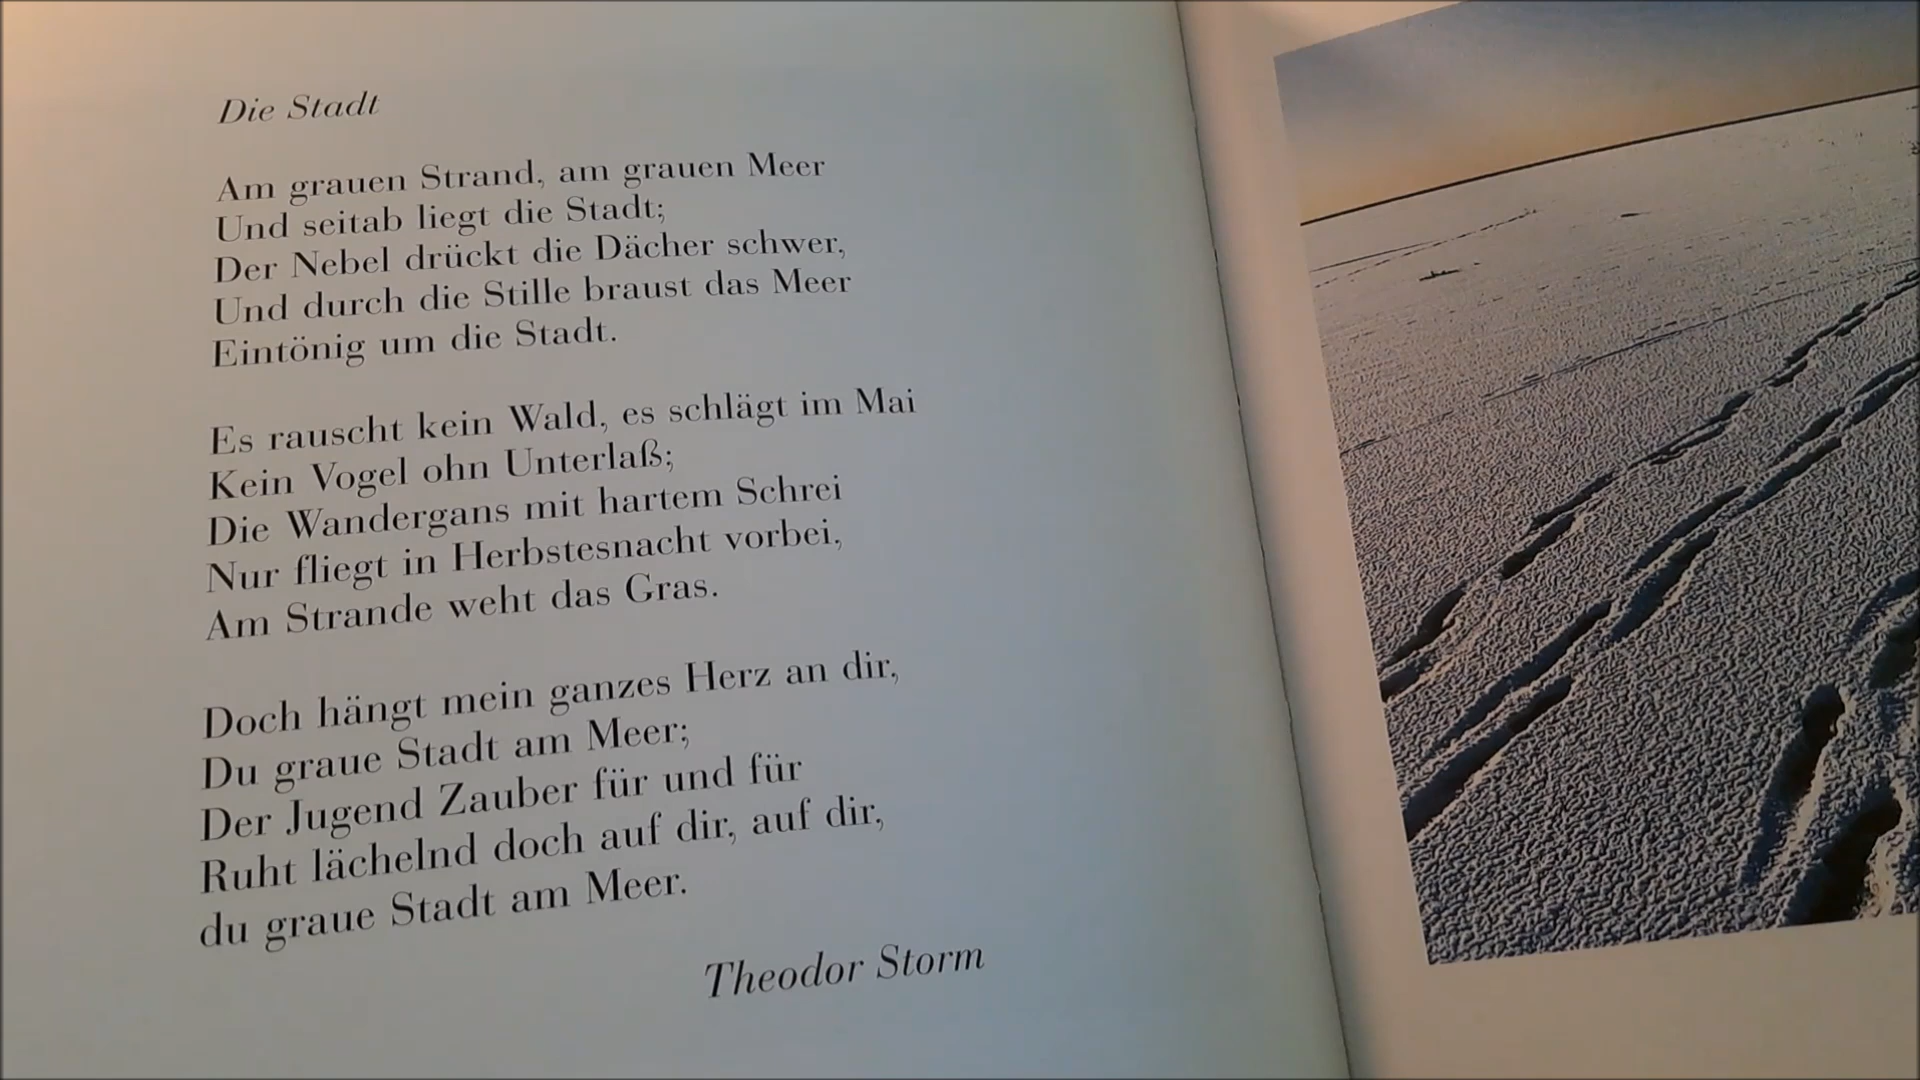 Die Stadt
Am grauen Strand, am grauen Meer
Und seitab liegt die Stadt;
Der Nebel drückt die Dächer schwer,
Und durch die Stille braust das Meer
Eintönig um die Stadt.
Es rauscht kein Wald, es schlägt im Mai
Kein Vogel ohn Unterlaß;
Die Wandergans mit hartem Schrei
Nur fliegt in Herbstesnacht vorbei,
Am Strande weht das Gras.
Doch hängt mein ganzes Herz an dir,
Du graue Stadt am Meer;
Der Jugend Zauber für und für
Ruht lächelnd doch auf dir, auf dir,
du graue Stadt am Meer.
Theodor Storm